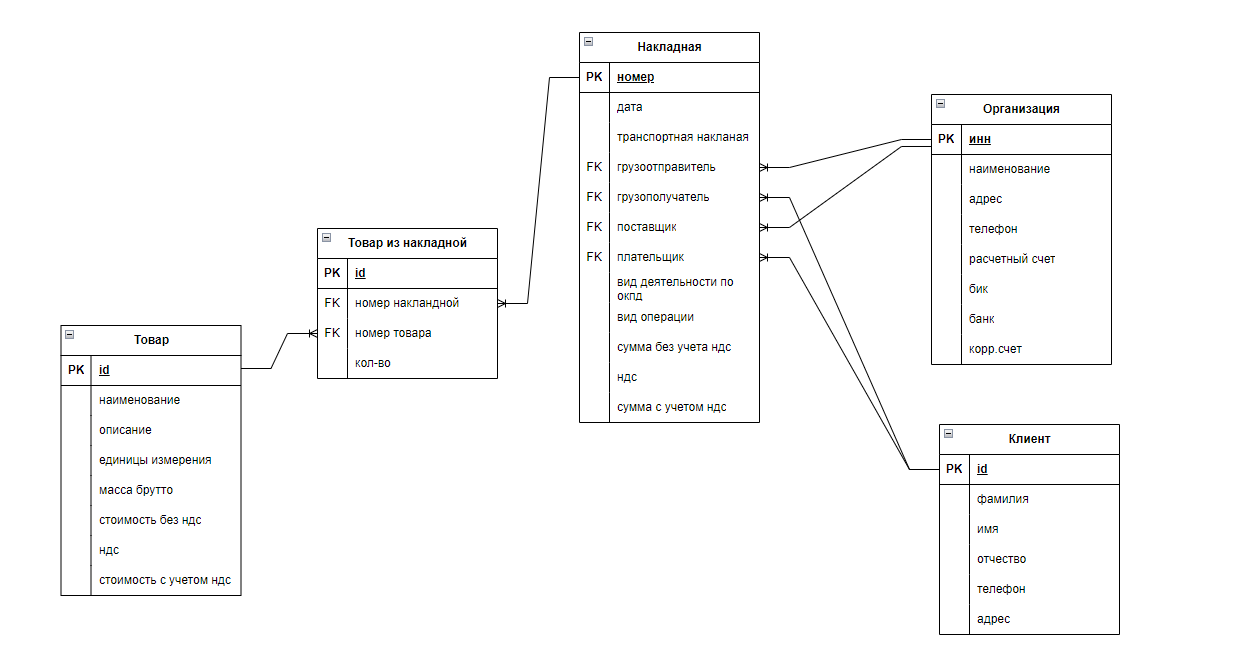 Накладная
PK номер
дата
транспортная наклaная
FK грузоотправитель
FK грузополучатель
FK поставщик
FK плательщик
вид деятельности по
окпд
вид операции
сумма без учета ндс
ндс
сумма с учетом ндс
Организация
PK инн
наименование
адрес
телефон
расчетный счет
бик
банк
корр.счет
Товар из накладной
PK id
FK номер накландной
FK номер товара
кол-во
Товар
PK id
наименование
описание
единицы измерения
масса брутто
стоимость без ндс
ндс
стоимость с учетом ндс
Клиент
PK id
фамилия
имя
отчество
телефон
адрес